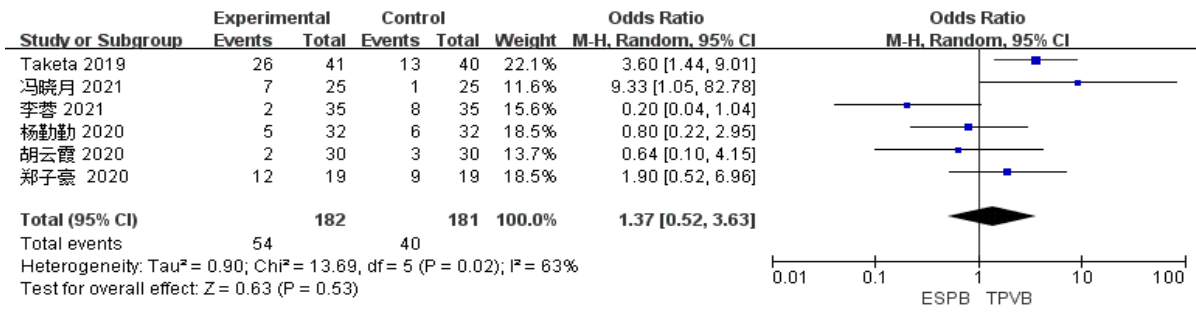 Experimental Control Odds Ratio Odds Ratio
Study or Subgroup Events Total Events Total Weight M-H, Random, 95% CI M-H, Random, 95% CI
Taketa 2019 26 41 13 40 22.1% 3.60 [1.44, 9.01]
冯晓月 2021 7 25 1 25 11.6% 9.33 [1.05, 82.78]
李蓉 2021 2 35 8 35 15.6% 0.20 [0.04, 1.04]
杨勤勤 2020 5 32 6 32 18.5% 0.80 [0.22, 2.95]
胡云霞 2020 2 30 3 30 13.7% 0.64 [0.10, 4.15]
郑子豪 2020 12 19 9 19 18.5% 1.90 [0.52, 6.96]
Total (95% CI) 182 181 100.0% 1.37 [0.52, 3.63]
Total events 54 40
Heterogeneity: Tau² = 0.90; Chi² = 13.69, df = 5 (P = 0.02); I² = 63%
Test for overall effect: Z = 0.63 (P = 0.53)
0.01 0.1 1 10 100
ESPB TPVB